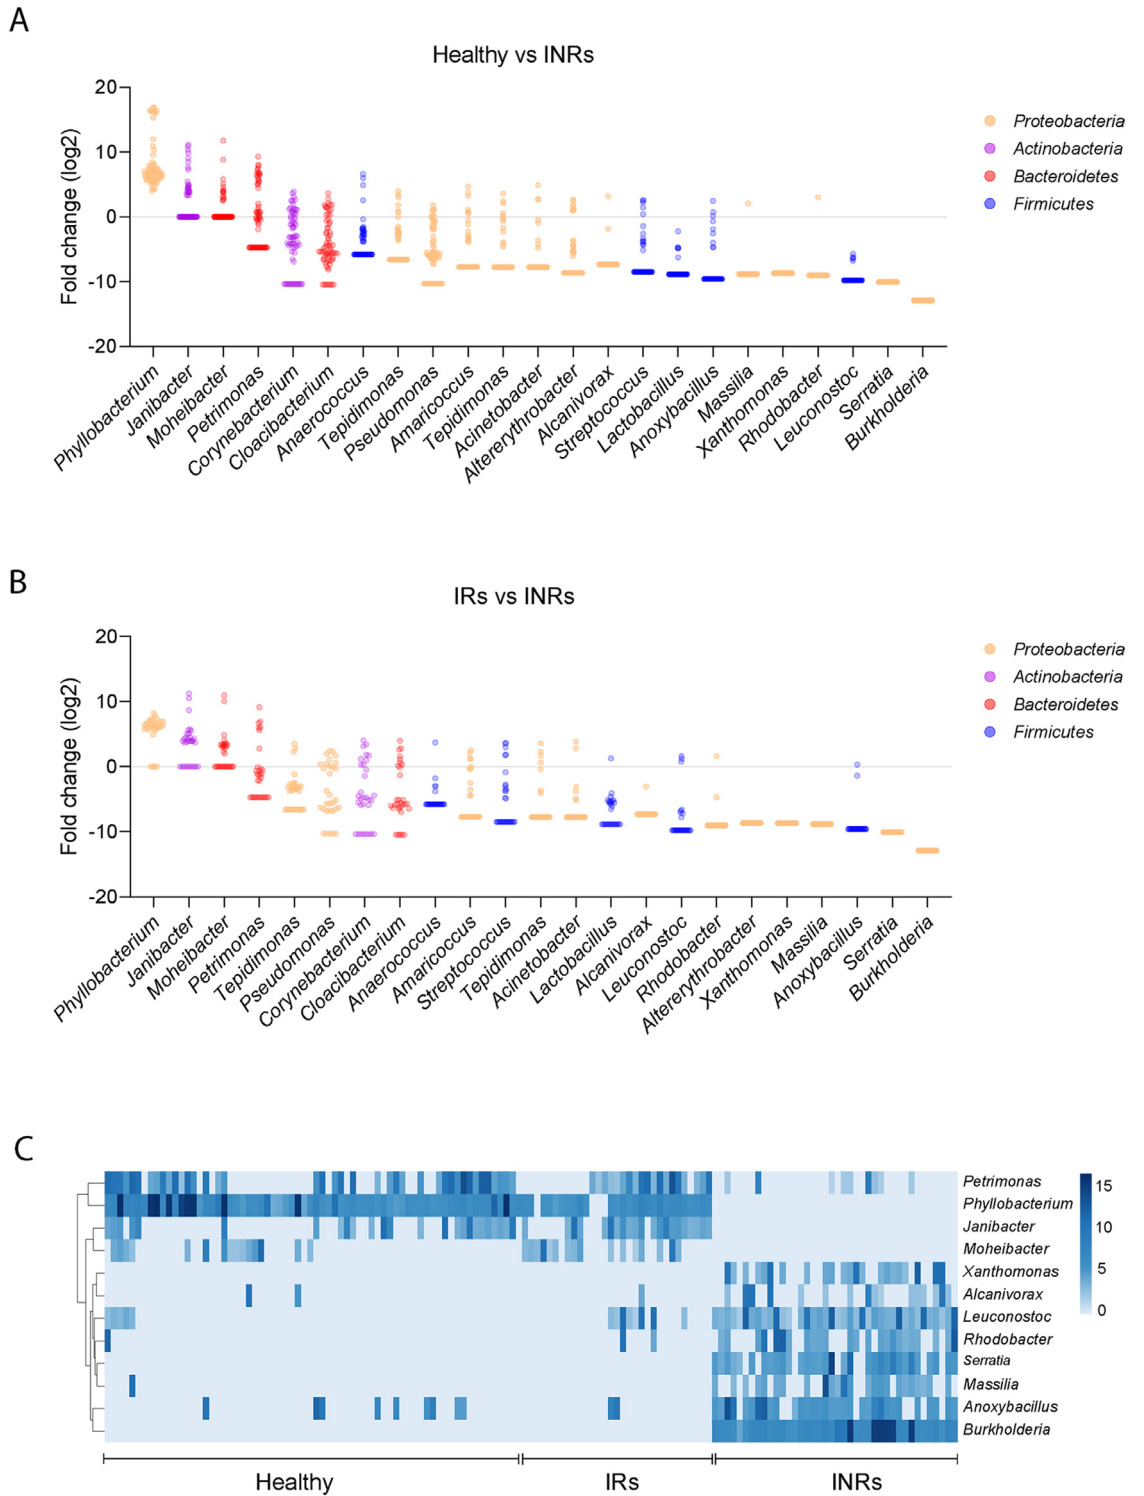 A
Healthy vs INRs
Fold change (log2)
20
10
0
-10
-20
Phyllobacterium
Janibacter
Moheibacter
Petrimonas
Corynebacterium
Cloacibacterium
Anaerococcus
Tepidimonas
Pseudomonas
Amaricoccus
Tepidimonas
Acinetobacter
Altererythrobacter
Alcanivorax
Streptococcus
Lactobacillus
Anoxybacillus
Massilia
Xanthomonas
Rhodobacter
Leuconostoc
Serratia
Burkholderia
Proteobacteria
Actinobacteria
Bacteroidetes
Firmicutes
B
IRs vs INRs
Fold change (log2)
20
10
0
-10
-20
Phyllobacterium
Janibacter
Moheibacter
Petrimonas
Tepidimonas
Pseudomonas
Corynebacterium
Cloacibacterium
Anaerococcus
Amaricoccus
Streptococcus
Tepidimonas
Acinetobacter
Lactobacillus
Alcanivorax
Leuconostoc
Rhodobacter
Altererythrobacter
Xanthomonas
Massilia
Anoxybacillus
Serratia
Burkholderia
Proteobacteria
Actinobacteria
Bacteroidetes
Firmicutes
C
Petrimonas
Phyllobacterium
Janibacter
Moheibacter
Xanthomonas
Alcanivorax
Leuconostoc
Rhodobacter
Serratia
Massilia
Anoxybacillus
Burkholderia
15
10
5
0
Healthy
IRs
INRs